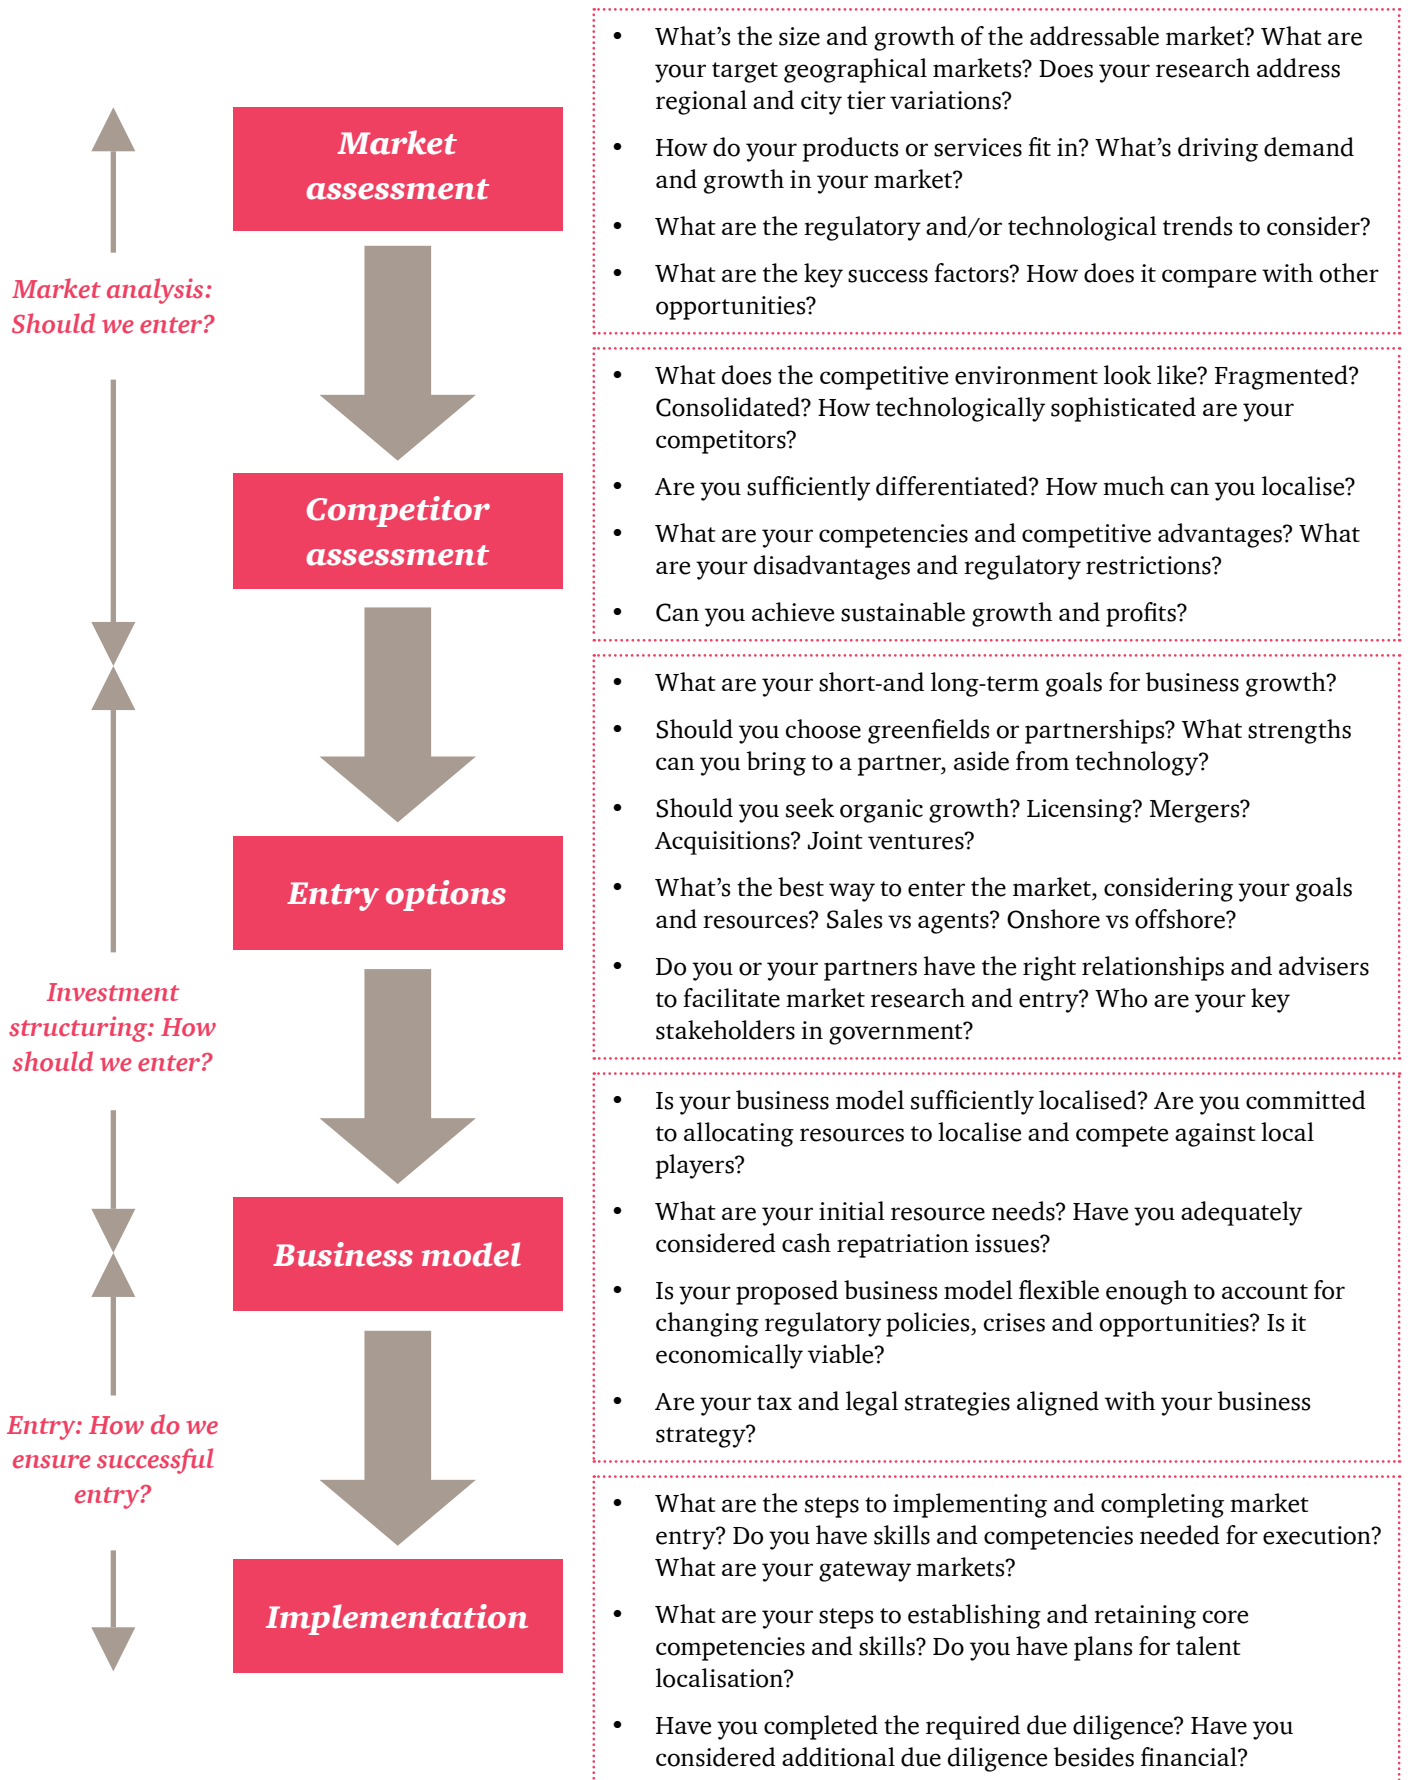 Market
assessment
• What’s the size and growth of the addressable market? What are
your target geographical markets? Does your research address
regional and city tier variations?
• How do your products or services fit in? What’s driving demand
and growth in your market?
• What are the regulatory and/or technological trends to consider?
• What are the key success factors? How does it compare with other
opportunities?
Market analysis:
Should we enter?
Competitor
assessment
• What does the competitive environment look like? Fragmented?
Consolidated? How technologically sophisticated are your
competitors?
• Are you sufficiently differentiated? How much can you localise?
• What are your competencies and competitive advantages? What
are your disadvantages and regulatory restrictions?
• Can you achieve sustainable growth and profits?
Entry options
• What are your short-and long-term goals for business growth?
• Should you choose greenfields or partnerships? What strengths
can you bring to a partner, aside from technology?
• Should you seek organic growth? Licensing? Mergers?
Acquisitions? Joint ventures?
• What’s the best way to enter the market, considering your goals
and resources? Sales vs agents? Onshore vs offshore?
• Do you or your partners have the right relationships and advisers
to facilitate market research and entry? Who are your key
stakeholders in government?
Investment
structuring: How
should we enter?
Business model
• Is your business model sufficiently localised? Are you committed
to allocating resources to localise and compete against local
players?
• What are your initial resource needs? Have you adequately
considered cash repatriation issues?
• Is your proposed business model flexible enough to account for
changing regulatory policies, crises and opportunities? Is it
economically viable?
• Are your tax and legal strategies aligned with your business
strategy?
Entry: How do we
ensure successful
entry?
Implementation
• What are the steps to implementing and completing market
entry? Do you have skills and competencies needed for execution?
What are your gateway markets?
• What are your steps to establishing and retaining core
competencies and skills? Do you have plans for talent
localisation?
• Have you completed the required due diligence? Have you
considered additional due diligence besides financial?